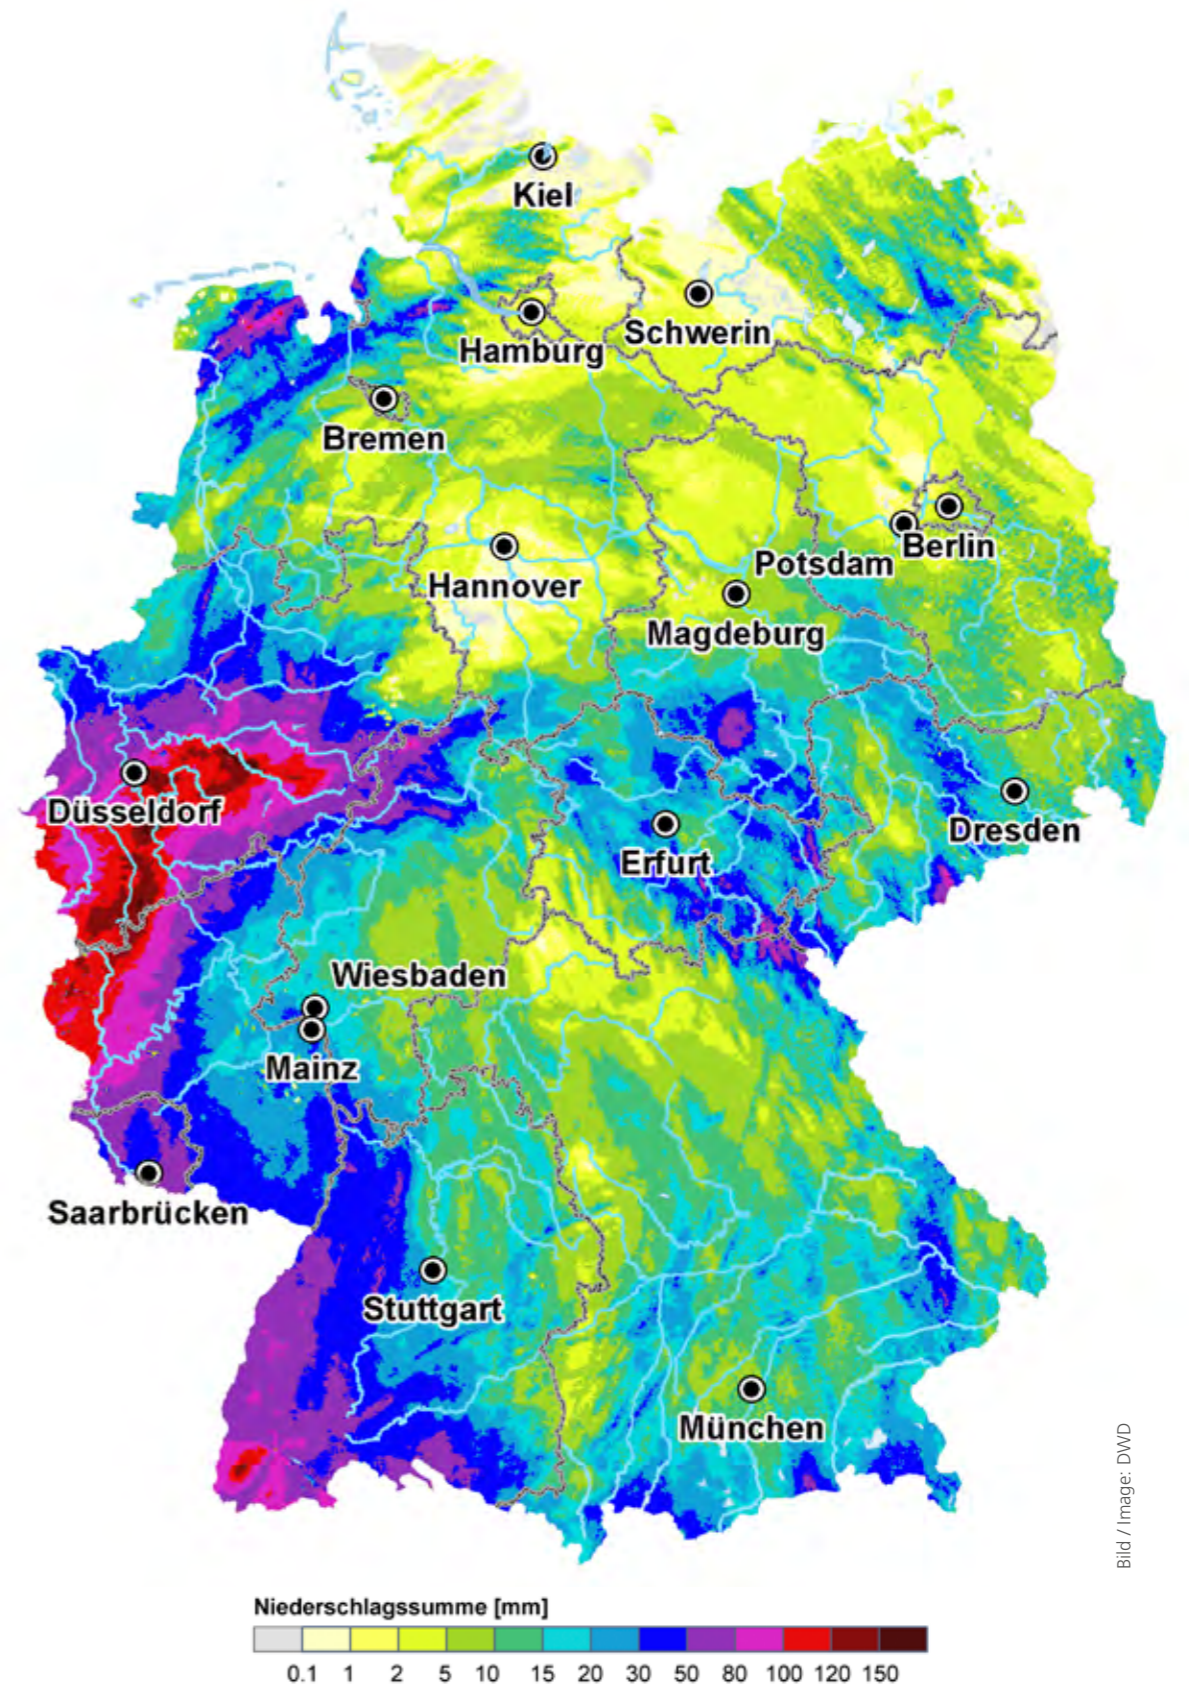 Kiel
Schwerin
Hamburg
Bremen
Berlin
Potsdam
Hannover
Magdeburg
Düsseldorf
Dresden
Erfurt
Wiesbaden
Mainz
Saarbrücken
Stuttgart
München
Bild / Image: DWD
Niederschlagssumme [mm]
0.1 1 2 5 10 15 20 30 50 80 100 120 150